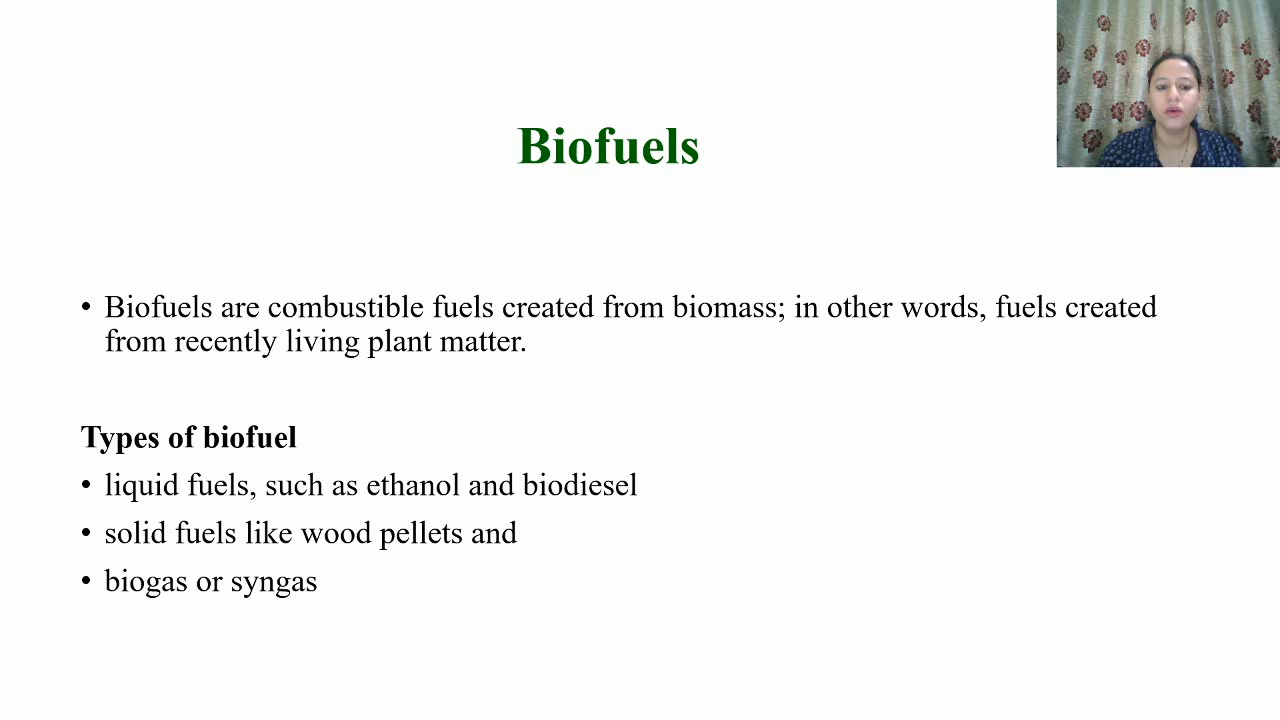 Biofuels
• Biofuels are combustible fuels created from biomass; in other words, fuels created
from recently living plant matter.
Types of biofuel
• liquid fuels, such as ethanol and biodiesel
• solid fuels like wood pellets and
• biogas or syngas